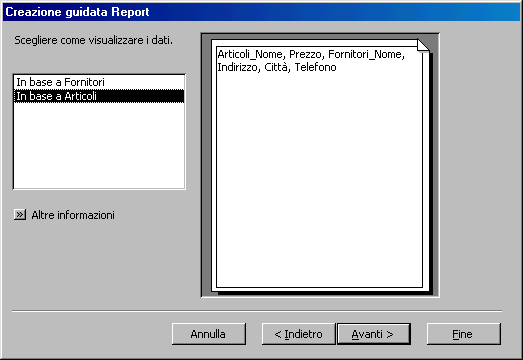 Creazione guidata Report
Scegliere come visualizzare i dati.
In base a Fornitori
In base a Articoli
Articoli_Nome, Prezzo, Fornitori_Nome,
Indirizzo, Città, Telefono
Altre informazioni
Annulla
< Indietro
Avanti >
Fine